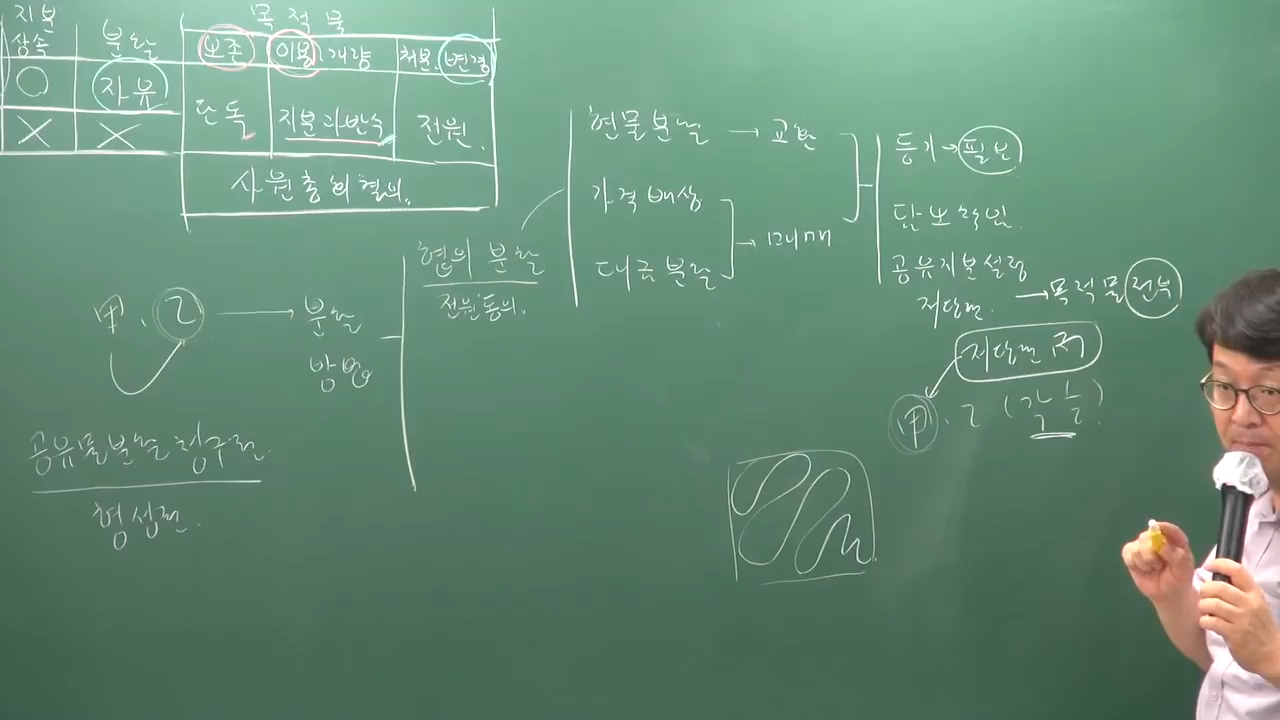 지분
상속
○
×
분할
자유
×
목적물
보존
이용, 개량
처분, 변경
단독
지분과반수
전원.
사원총회결의.
甲. 乙
분할
방법
공유물분할청구권.
형성권.
협의분할
전원동의.
현물분할 → 교환
가격배상
대금분할
→ 매매
등기→필요
담보책임.
공유지분설정
저당권. → 목적물전부
저당권 丙
甲. 乙 (각 ½)